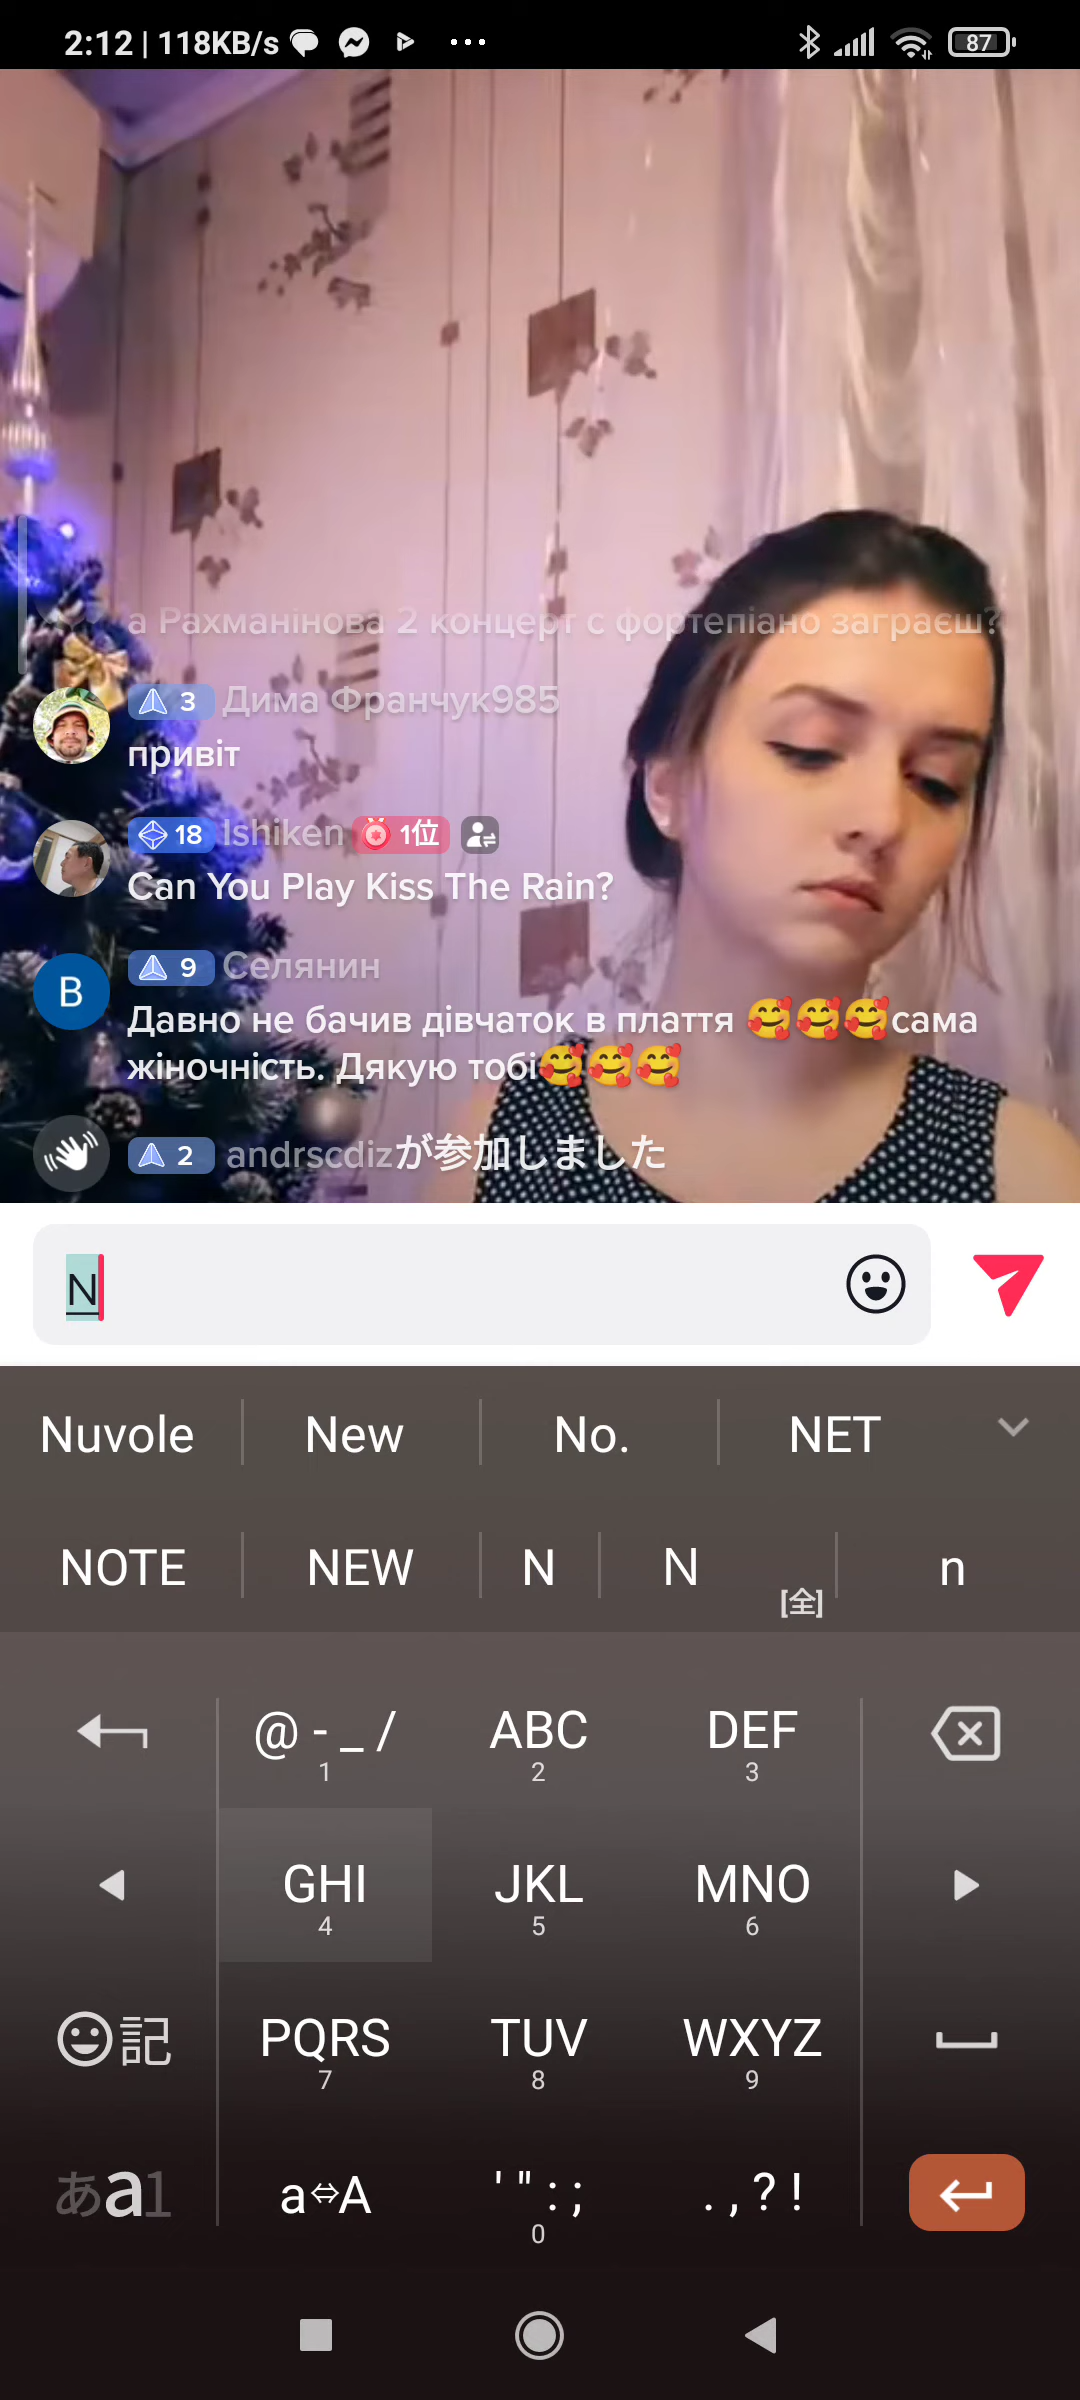 2:12 | 118KB/s
87
а Рахманінова 2 концерт с фортепіано заграєш?
3 Дима Франчук985
привіт
18 Ishiken 1位
Can You Play Kiss The Rain?
B
9 Селянин
Давно не бачив дівчаток в плаття 🥰🥰🥰сама
жіночність. Дякую тобі🥰🥰🥰
2 andrscdizが参加しました
N
Nuvole New No. NET
NOTE NEW N N [全] n
@ - _ / ABC DEF
1 2 3
GHI JKL MNO
4 5 6
記 PQRS TUV WXYZ
7 8 9
あa1 a⇔A ' " : ; . , ? !
0